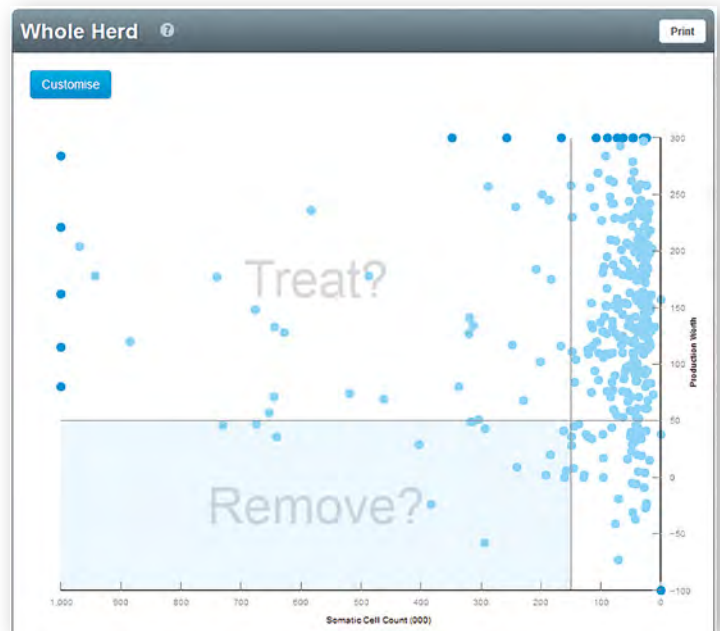 Whole Herd ?
Print
Customise
Treat?
Remove?
300
250
200
150
100
50
0
-50
-100
Production Worth
1,000 900 800 700 600 500 400 300 200 100 0
Somatic Cell Count (000)